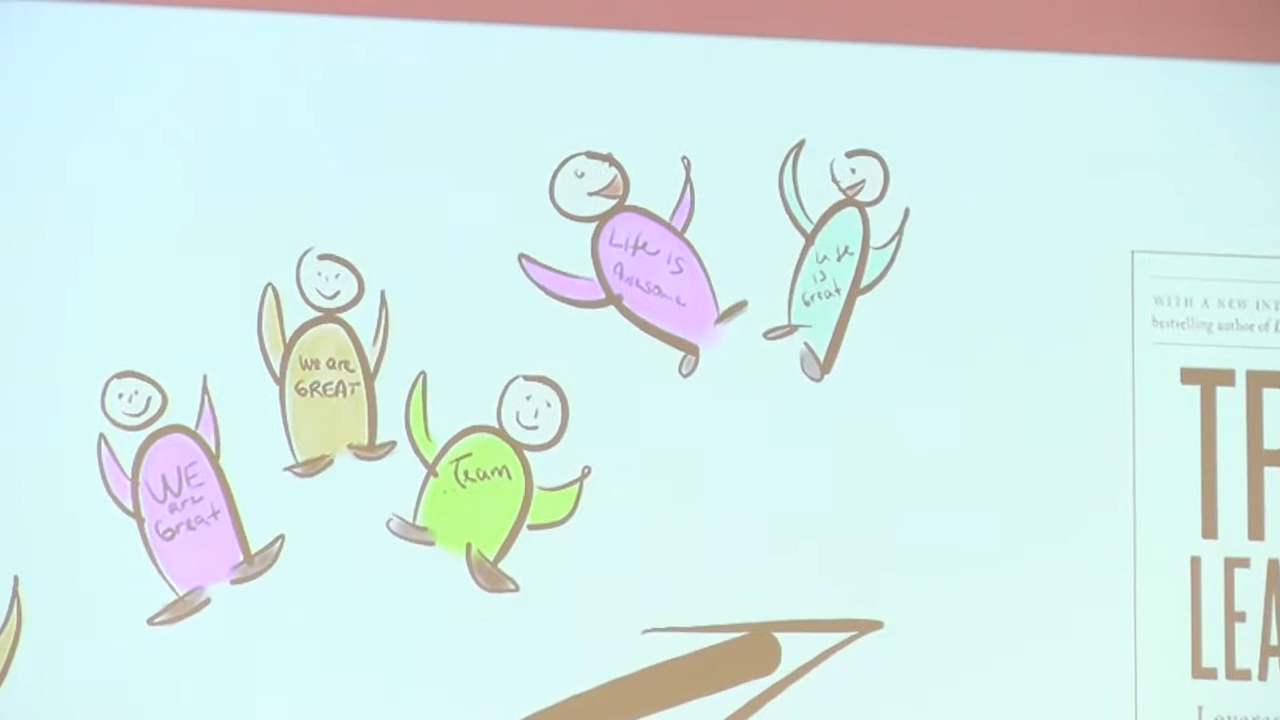 Life is
Awesome
Life
is
Great
We are
GREAT
WE
are
Great
Team
WITH A NEW INT
bestselling author of
TR
LEA